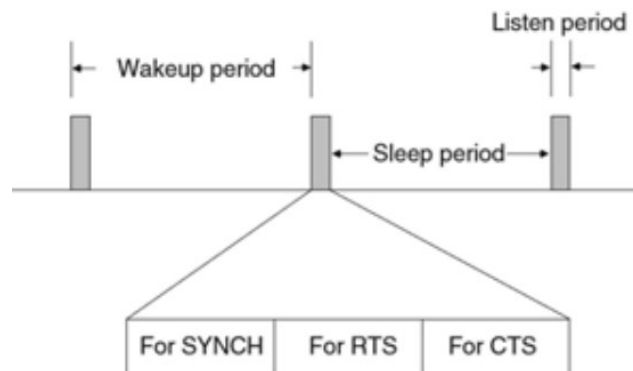 Listen period
Wakeup period
Sleep period
For SYNCH
For RTS
For CTS